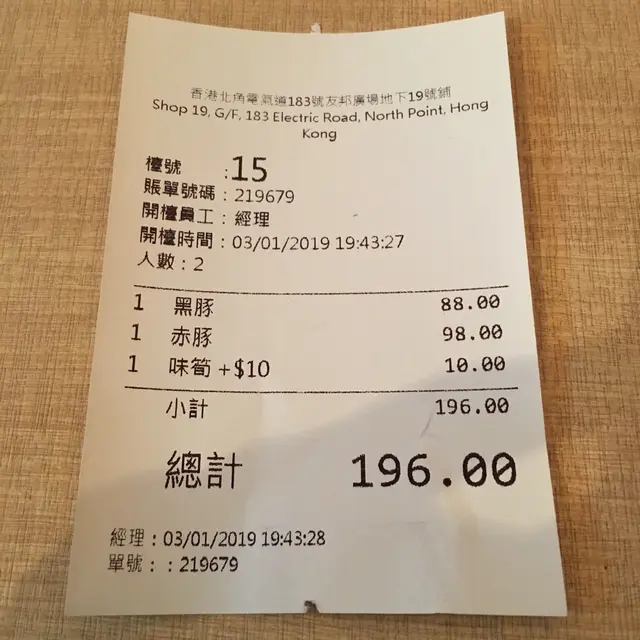 香港北角電氣道183號友邦廣場地下19號鋪
Shop 19, G/F, 183 Electric Road, North Point, Hong
Kong
檯號 :15
賬單號碼：219679
開檯員工：經理
開檯時間：03/01/2019 19:43:27
人數：2
1 黑豚 88.00
1 赤豚 98.00
1 味筍 +$10 10.00
小計 196.00
總計 196.00
經理：03/01/2019 19:43:28
單號：：219679